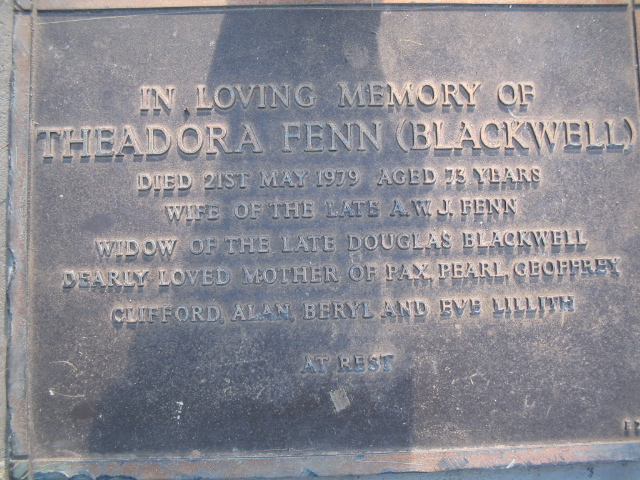 IN LOVING MEMORY OF
THEADORA FENN (BLACKWELL)
DIED 21ST MAY 1979 AGED 73 YEARS
WIFE OF THE LATE A.W.J. FENN
WIDOW OF THE LATE DOUGLAS BLACKWELL
DEARLY LOVED MOTHER OF PAX, PEARL, GEOFFREY
CLIFFORD, ALAN, BERYL AND EVE LILLITH
AT REST